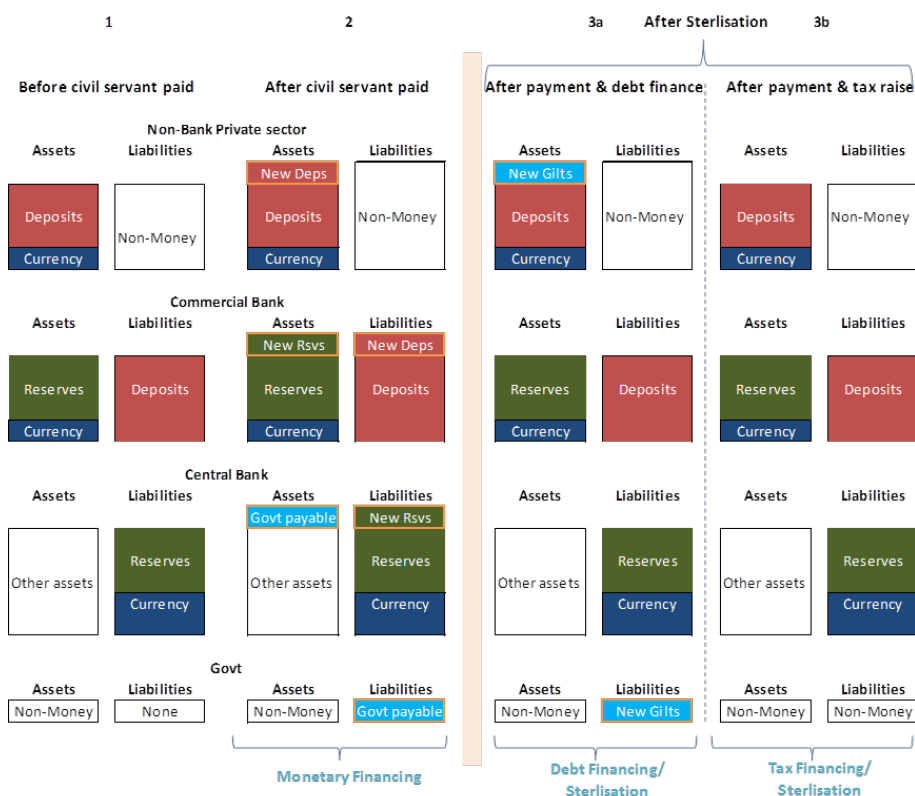 1 2 3a After Sterlisation 3b
Before civil servant paid After civil servant paid After payment & debt finance After payment & tax raise
Non-Bank Private sector
Assets Liabilities Assets Liabilities Assets Liabilities Assets Liabilities
New Deps New Gilts
Deposits Non-Money Deposits Non-Money Deposits Non-Money Deposits Non-Money
Currency Currency Currency Currency
Commercial Bank
Assets Liabilities Assets Liabilities Assets Liabilities Assets Liabilities
New Rsvs New Deps
Reserves Deposits Reserves Deposits Reserves Deposits Reserves Deposits
Currency Currency Currency Currency
Central Bank
Assets Liabilities Assets Liabilities Assets Liabilities Assets Liabilities
Govt payable New Rsvs
Other assets Reserves Other assets Reserves Other assets Reserves Other assets Reserves
Currency Currency Currency Currency
Govt
Assets Liabilities Assets Liabilities Assets Liabilities Assets Liabilities
Non-Money None Non-Money Govt payable Non-Money New Gilts Non-Money Non-Money
Monetary Financing Debt Financing/ Tax Financing/
Sterlisation Sterlisation